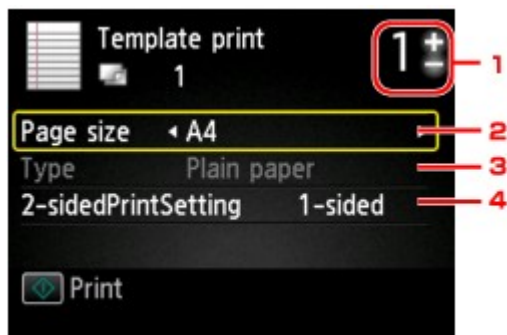 Template print
1
1 + -
1
Page size A4
2
Type Plain paper
3
2-sidedPrintSetting 1-sided
4
Print